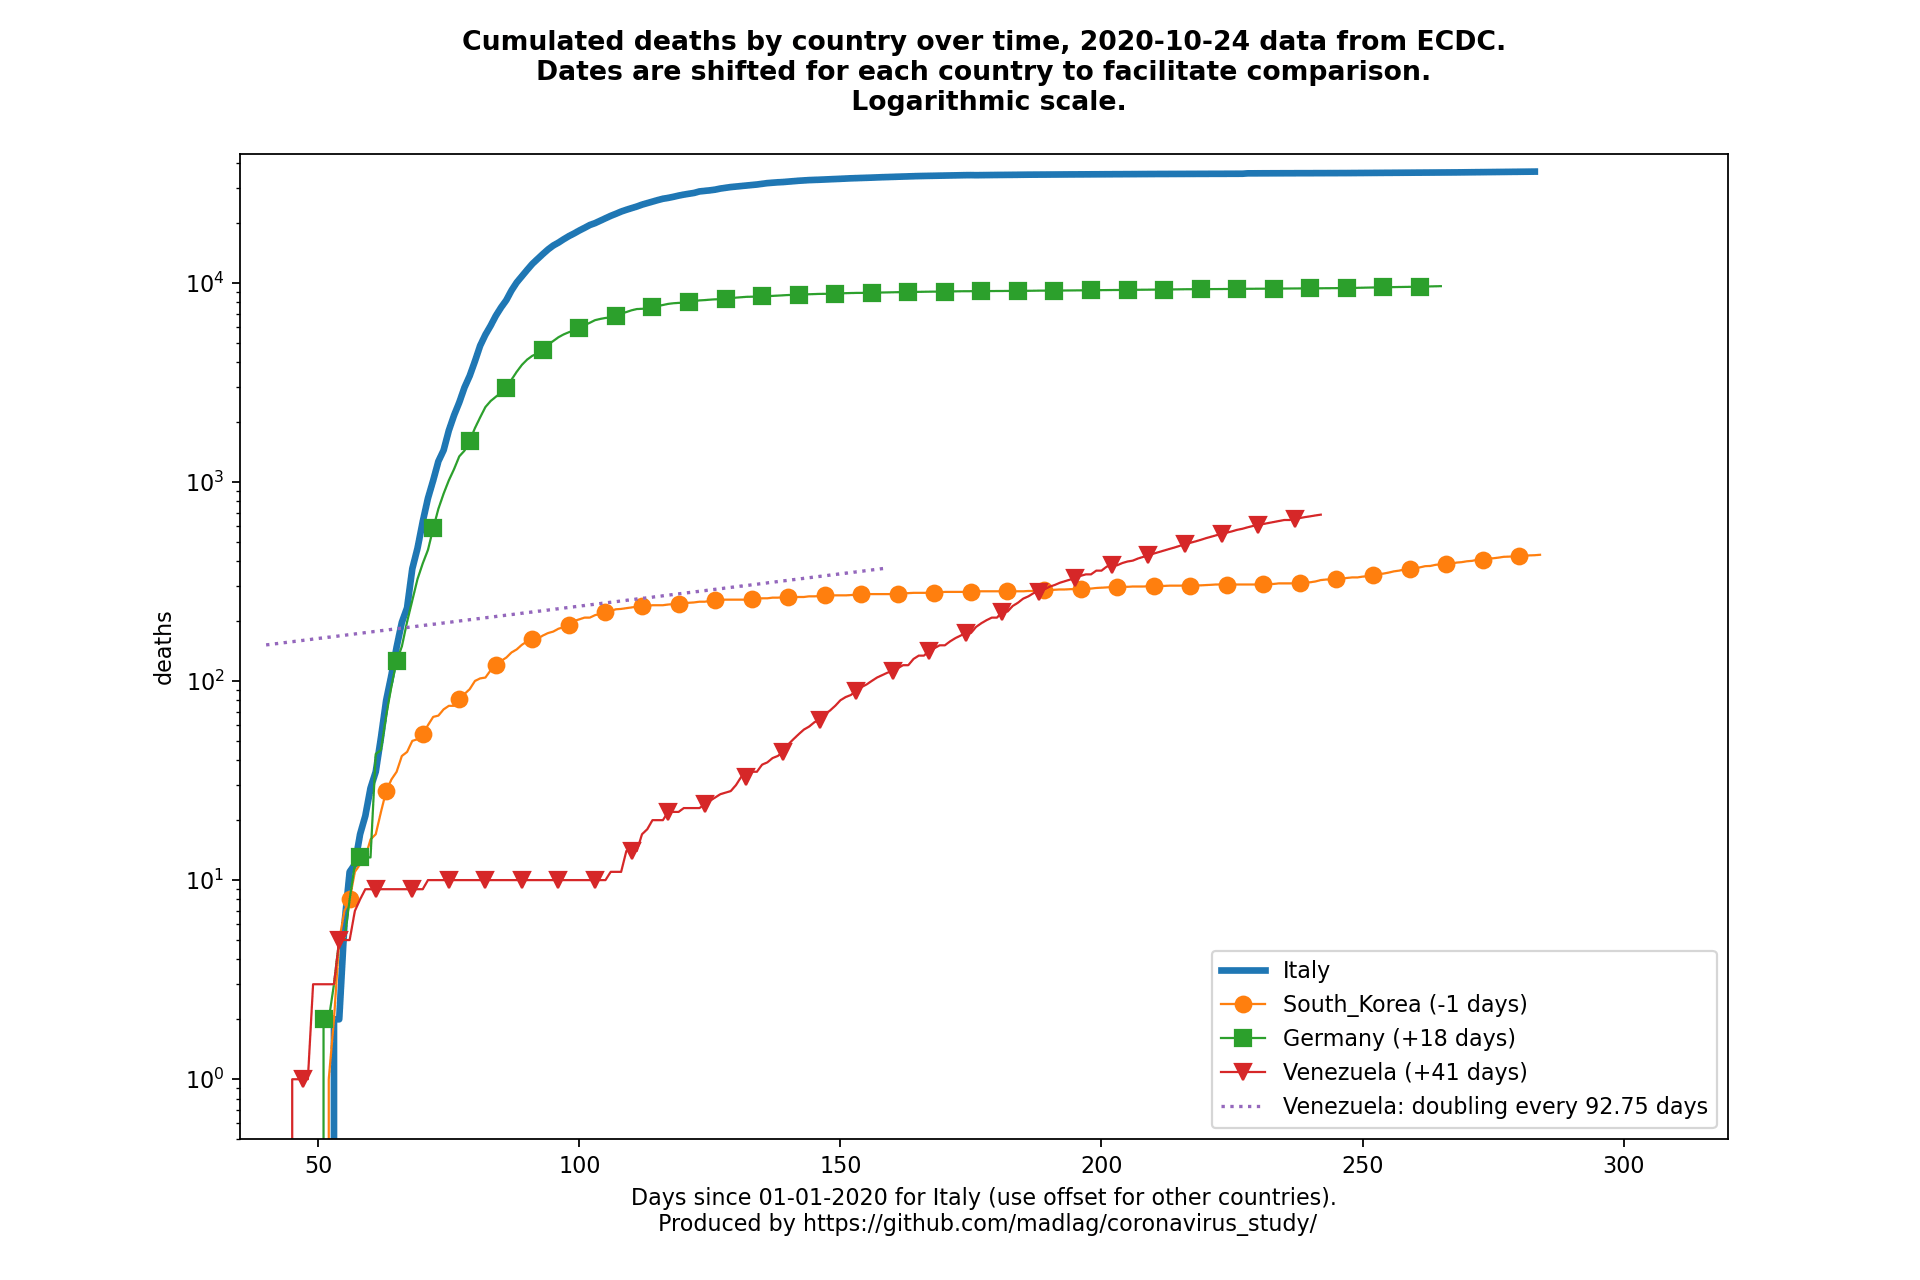 Cumulated deaths by country over time, 2020-10-24 data from ECDC.
Dates are shifted for each country to facilitate comparison.
Logarithmic scale.
deaths
10⁴
10³
10²
10¹
10⁰
50 100 150 200 250 300
Italy
South_Korea (-1 days)
Germany (+18 days)
Venezuela (+41 days)
Venezuela: doubling every 92.75 days
Days since 01-01-2020 for Italy (use offset for other countries).
Produced by https://github.com/madlag/coronavirus_study/